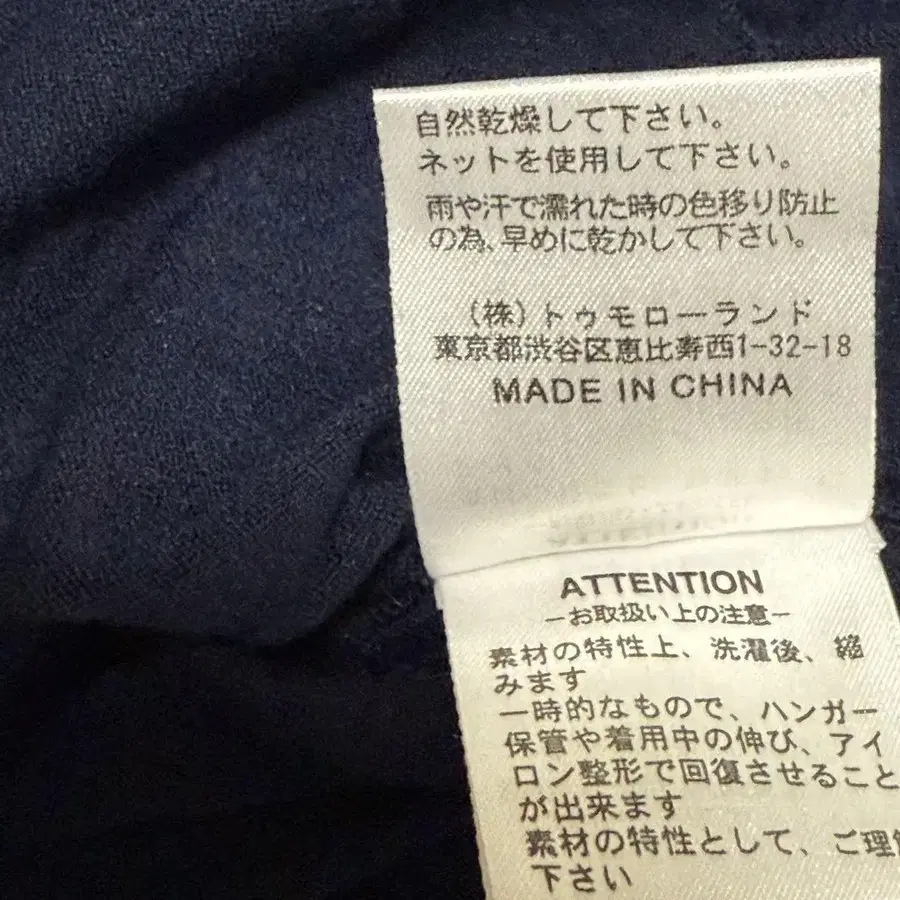 自然乾燥して下さい。
ネットを使用して下さい。
雨や汗で濡れた時の色移り防止
の為、早めに乾かして下さい。
(株)トゥモローランド
東京都渋谷区恵比寿西1-32-18
MADE IN CHINA
ATTENTION
−お取扱い上の注意−
素材の特性上、洗濯後、縮
みます
一時的なもので、ハンガー
保管や着用中の伸び、アイ
ロン整形で回復させること
が出来ます
素材の特性として、ご理
下さい